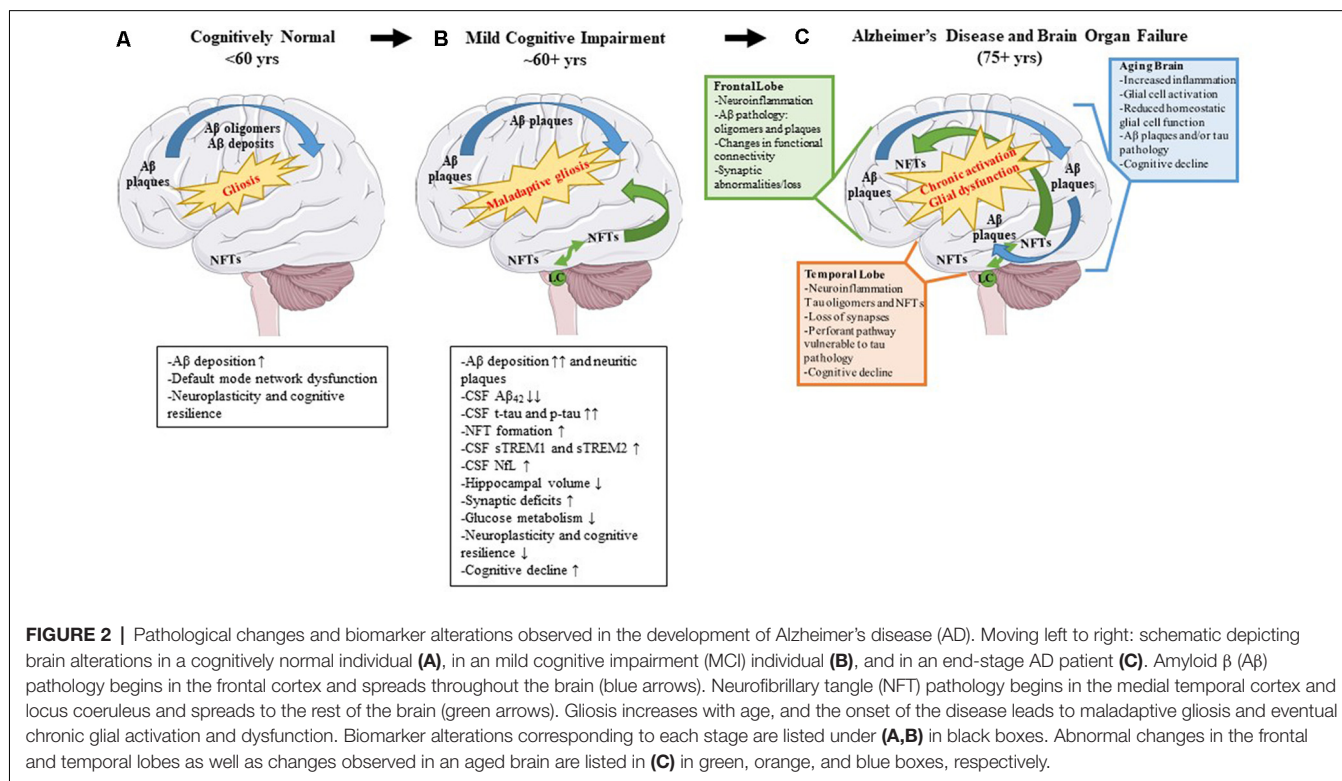 A
Cognitively Normal
<60 yrs
Aβ oligomers
Aβ deposits
Aβ
plaques
Gliosis
NFTs
-Aβ deposition ↑
-Default mode network dysfunction
-Neuroplasticity and cognitive
resilience
B
Mild Cognitive Impairment
~60+ yrs
Aβ plaques
Aβ
plaques
Maladaptive gliosis
NFTs
NFTs
LC
-Aβ deposition ↑↑ and neuritic
plaques
-CSF Aβ42 ↓↓
-CSF t-tau and p-tau ↑↑
-NFT formation ↑
-CSF sTREM1 and sTREM2 ↑
-CSF NfL ↑
-Hippocampal volume ↓
-Synaptic deficits ↑
-Glucose metabolism ↓
-Neuroplasticity and cognitive
resilience ↓
-Cognitive decline ↑
C
Alzheimer's Disease and Brain Organ Failure
(75+ yrs)
Frontal Lobe
-Neuroinflammation
-Aβ pathology:
oligomers and plaques
-Changes in functional
connectivity
-Synaptic
abnormalities/loss
NFTs
Aβ
plaques
Chronic activation
Glial dysfunction
Aβ
plaques
Aβ
plaques
NFTs
NFTs
LC
Aging Brain
-Increased inflammation
-Glial cell activation
-Reduced homeostatic
glial cell function
-Aβ plaques and/or tau
pathology
-Cognitive decline
Temporal Lobe
-Neuroinflammation
Tau oligomers and NFTs
-Loss of synapses
-Perforant pathway
vulnerable to tau
pathology
-Cognitive decline
FIGURE 2 | Pathological changes and biomarker alterations observed in the development of Alzheimer's disease (AD). Moving left to right: schematic depicting
brain alterations in a cognitively normal individual (A), in an mild cognitive impairment (MCI) individual (B), and in an end-stage AD patient (C). Amyloid β (Aβ)
pathology begins in the frontal cortex and spreads throughout the brain (blue arrows). Neurofibrillary tangle (NFT) pathology begins in the medial temporal cortex and
locus coeruleus and spreads to the rest of the brain (green arrows). Gliosis increases with age, and the onset of the disease leads to maladaptive gliosis and eventual
chronic glial activation and dysfunction. Biomarker alterations corresponding to each stage are listed under (A,B) in black boxes. Abnormal changes in the frontal
and temporal lobes as well as changes observed in an aged brain are listed in (C) in green, orange, and blue boxes, respectively.